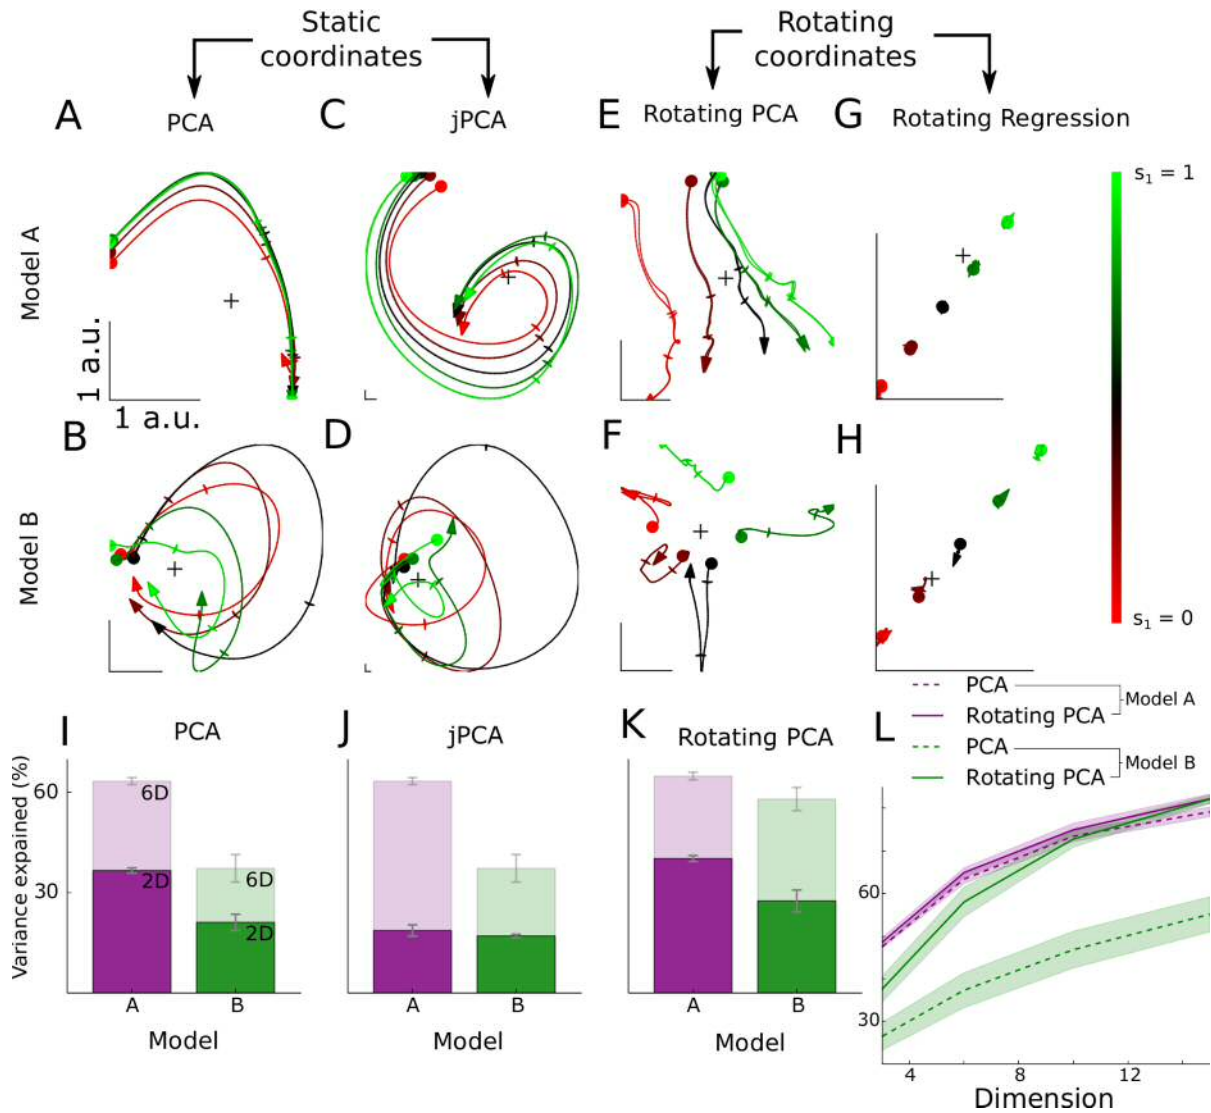 Static
coordinates
Rotating
coordinates
A
PCA
C
jPCA
E
Rotating PCA
G
Rotating Regression
Model A
1 a.u.
1 a.u.
s₁ = 1
B
D
F
H
Model B
s₁ = 0
PCA
Rotating PCA
Model A
PCA
Rotating PCA
Model B
I
PCA
J
jPCA
K
Rotating PCA
L
Variance expained (%)
60
30
6D
2D
6D
2D
A
B
Model
A
B
Model
A
B
Model
60
30
4
8
12
Dimension